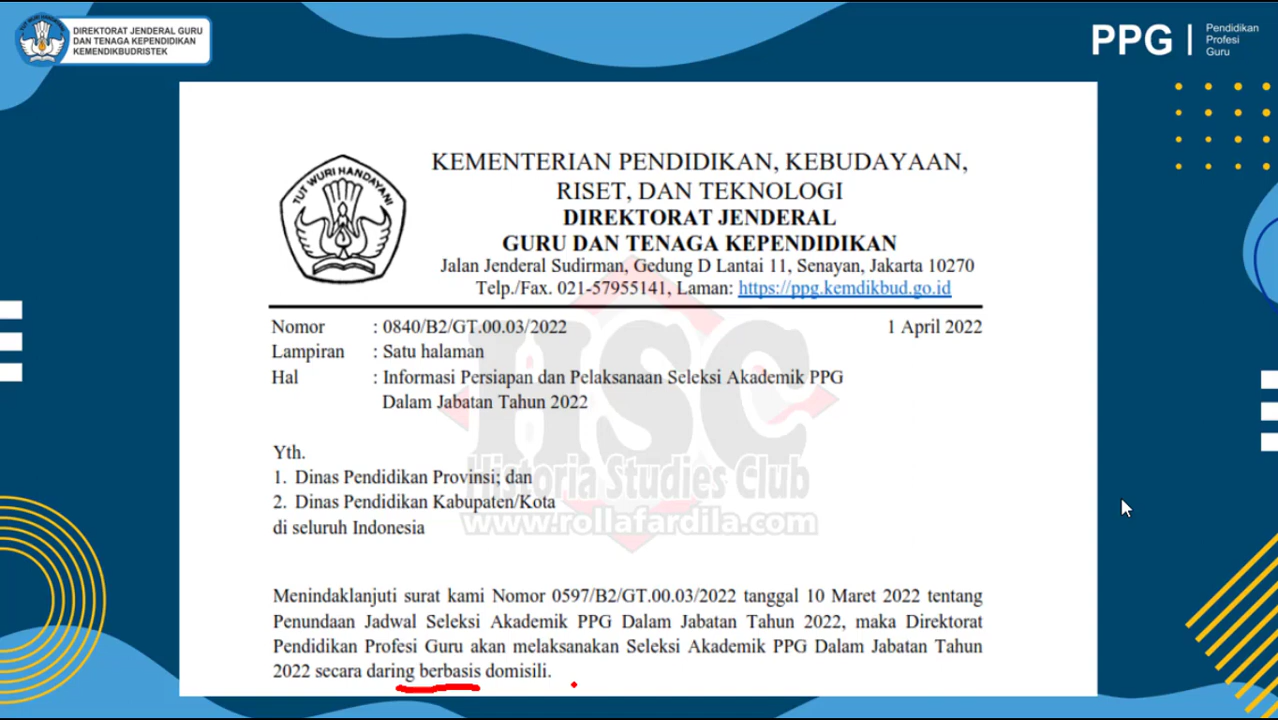 TUT WURI HANDAYANI
DIREKTORAT JENDERAL GURU
DAN TENAGA KEPENDIDIKAN
KEMENDIKBUDRISTEK
PPG
Pendidikan
Profesi
Guru
TUT WURI HANDAYANI
KEMENTERIAN PENDIDIKAN, KEBUDAYAAN,
RISET, DAN TEKNOLOGI
DIREKTORAT JENDERAL
GURU DAN TENAGA KEPENDIDIKAN
Jalan Jenderal Sudirman, Gedung D Lantai 11, Senayan, Jakarta 10270
Telp./Fax. 021-57955141, Laman: https://ppg.kemdikbud.go.id
Nomor : 0840/B2/GT.00.03/2022 1 April 2022
Lampiran : Satu halaman
Hal : Informasi Persiapan dan Pelaksanaan Seleksi Akademik PPG
Dalam Jabatan Tahun 2022
HSC
Historia Studies Club
www.rollafardila.com
Yth.
1. Dinas Pendidikan Provinsi; dan
2. Dinas Pendidikan Kabupaten/Kota
di seluruh Indonesia
Menindaklanjuti surat kami Nomor 0597/B2/GT.00.03/2022 tanggal 10 Maret 2022 tentang
Penundaan Jadwal Seleksi Akademik PPG Dalam Jabatan Tahun 2022, maka Direktorat
Pendidikan Profesi Guru akan melaksanakan Seleksi Akademik PPG Dalam Jabatan Tahun
2022 secara daring berbasis domisili.